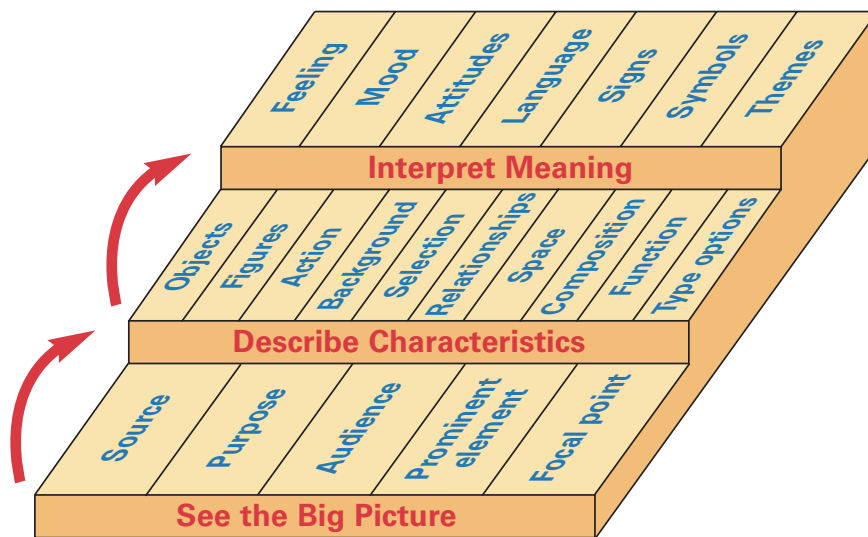 Feeling
Mood
Attitudes
Language
Signs
Symbols
Themes
Interpret Meaning
Objects
Figures
Action
Background
Selection
Relationships
Space
Composition
Function
Type options
Describe Characteristics
Source
Purpose
Audience
Prominent
element
Focal point
See the Big Picture